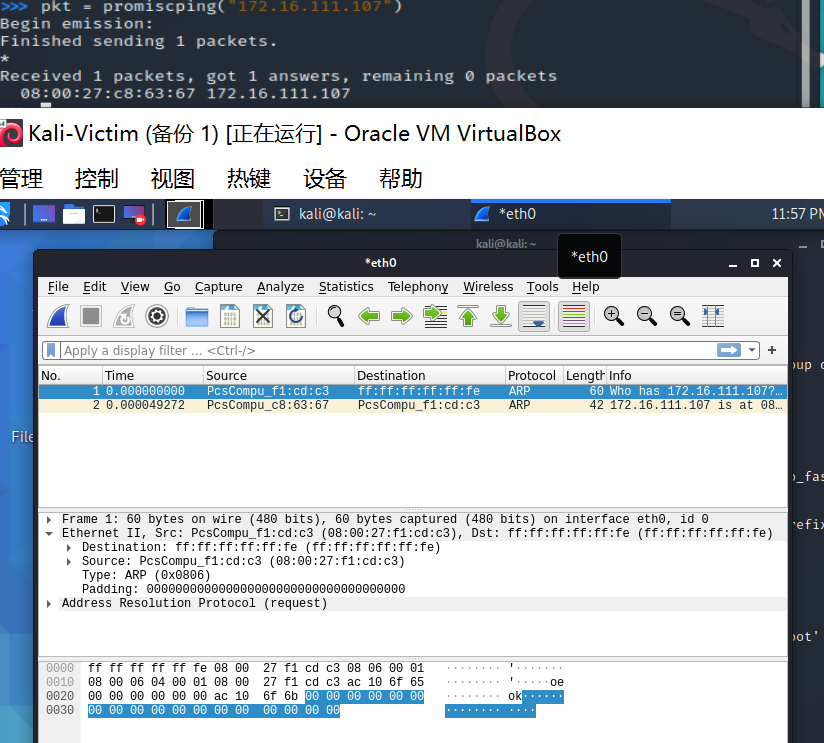 >>> pkt = promiscping("172.16.111.107")
Begin emission:
Finished sending 1 packets.
*
Received 1 packets, got 1 answers, remaining 0 packets
08:00:27:c8:63:67 172.16.111.107
Kali-Victim (备份 1) [正在运行] - Oracle VM VirtualBox
管理 控制 视图 热键 设备 帮助
kali@kali: ~ *eth0 11:57 PM
kali@kali: ~
*eth0
*eth0
File Edit View Go Capture Analyze Statistics Telephony Wireless Tools Help
Apply a display filter ... <Ctrl-/>
No. Time Source Destination Protocol Length Info
1 0.000000000 PcsCompu_f1:cd:c3 ff:ff:ff:ff:ff:fe ARP 60 Who has 172.16.111.107?…
2 0.000049272 PcsCompu_c8:63:67 PcsCompu_f1:cd:c3 ARP 42 172.16.111.107 is at 08…
File
Frame 1: 60 bytes on wire (480 bits), 60 bytes captured (480 bits) on interface eth0, id 0
Ethernet II, Src: PcsCompu_f1:cd:c3 (08:00:27:f1:cd:c3), Dst: ff:ff:ff:ff:ff:fe (ff:ff:ff:ff:ff:fe)
Destination: ff:ff:ff:ff:ff:fe (ff:ff:ff:ff:ff:fe)
Source: PcsCompu_f1:cd:c3 (08:00:27:f1:cd:c3)
Type: ARP (0x0806)
Padding: 000000000000000000000000000000000000
Address Resolution Protocol (request)
0000 ff ff ff ff ff fe 08 00 27 f1 cd c3 08 06 00 01 ········ '·······
0010 08 00 06 04 00 01 08 00 27 f1 cd c3 ac 10 6f 65 ········ '·····oe
0020 00 00 00 00 00 00 ac 10 6f 6b 00 00 00 00 00 00 ········ ok······
0030 00 00 00 00 00 00 00 00 00 00 00 00 ········ ····